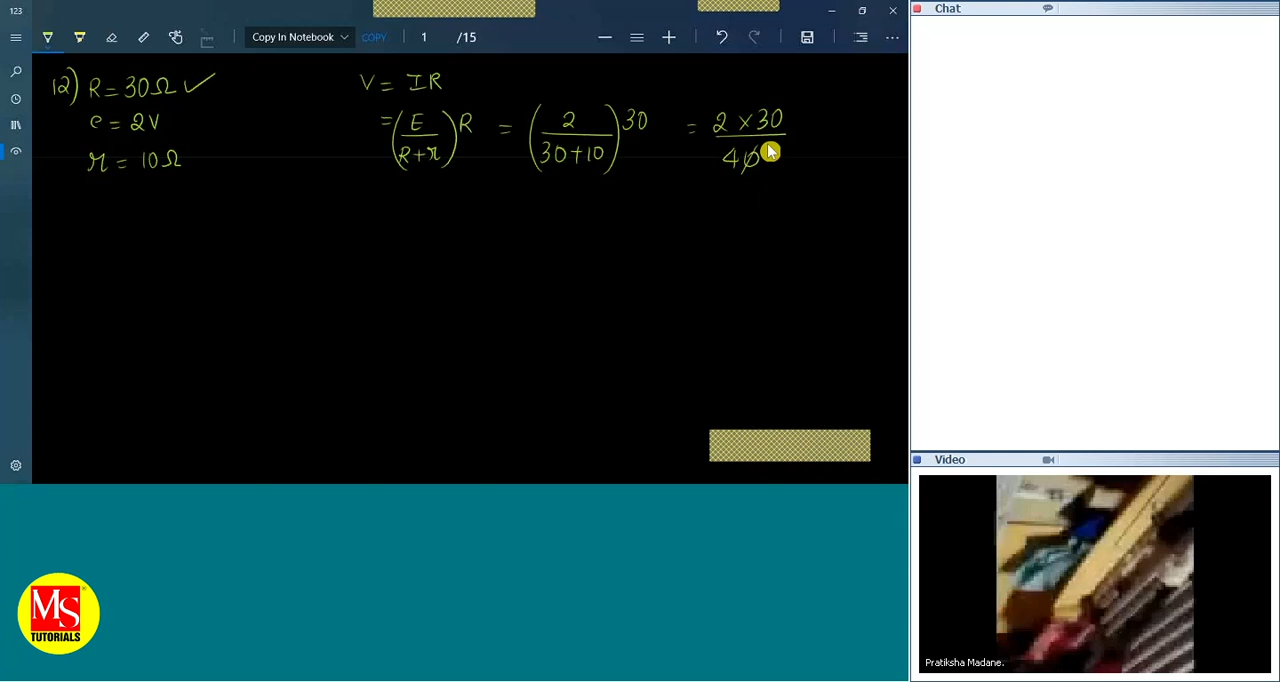 123
Copy In Notebook COPY 1 /15
12) R = 30Ω ✓
e = 2V
r = 10Ω
V = IR
= (E / (R+r)) R = (2 / (30+10)) 30 = (2 × 30) / 40
Chat
Video
Pratiksha Madane.
MS
TUTORIALS